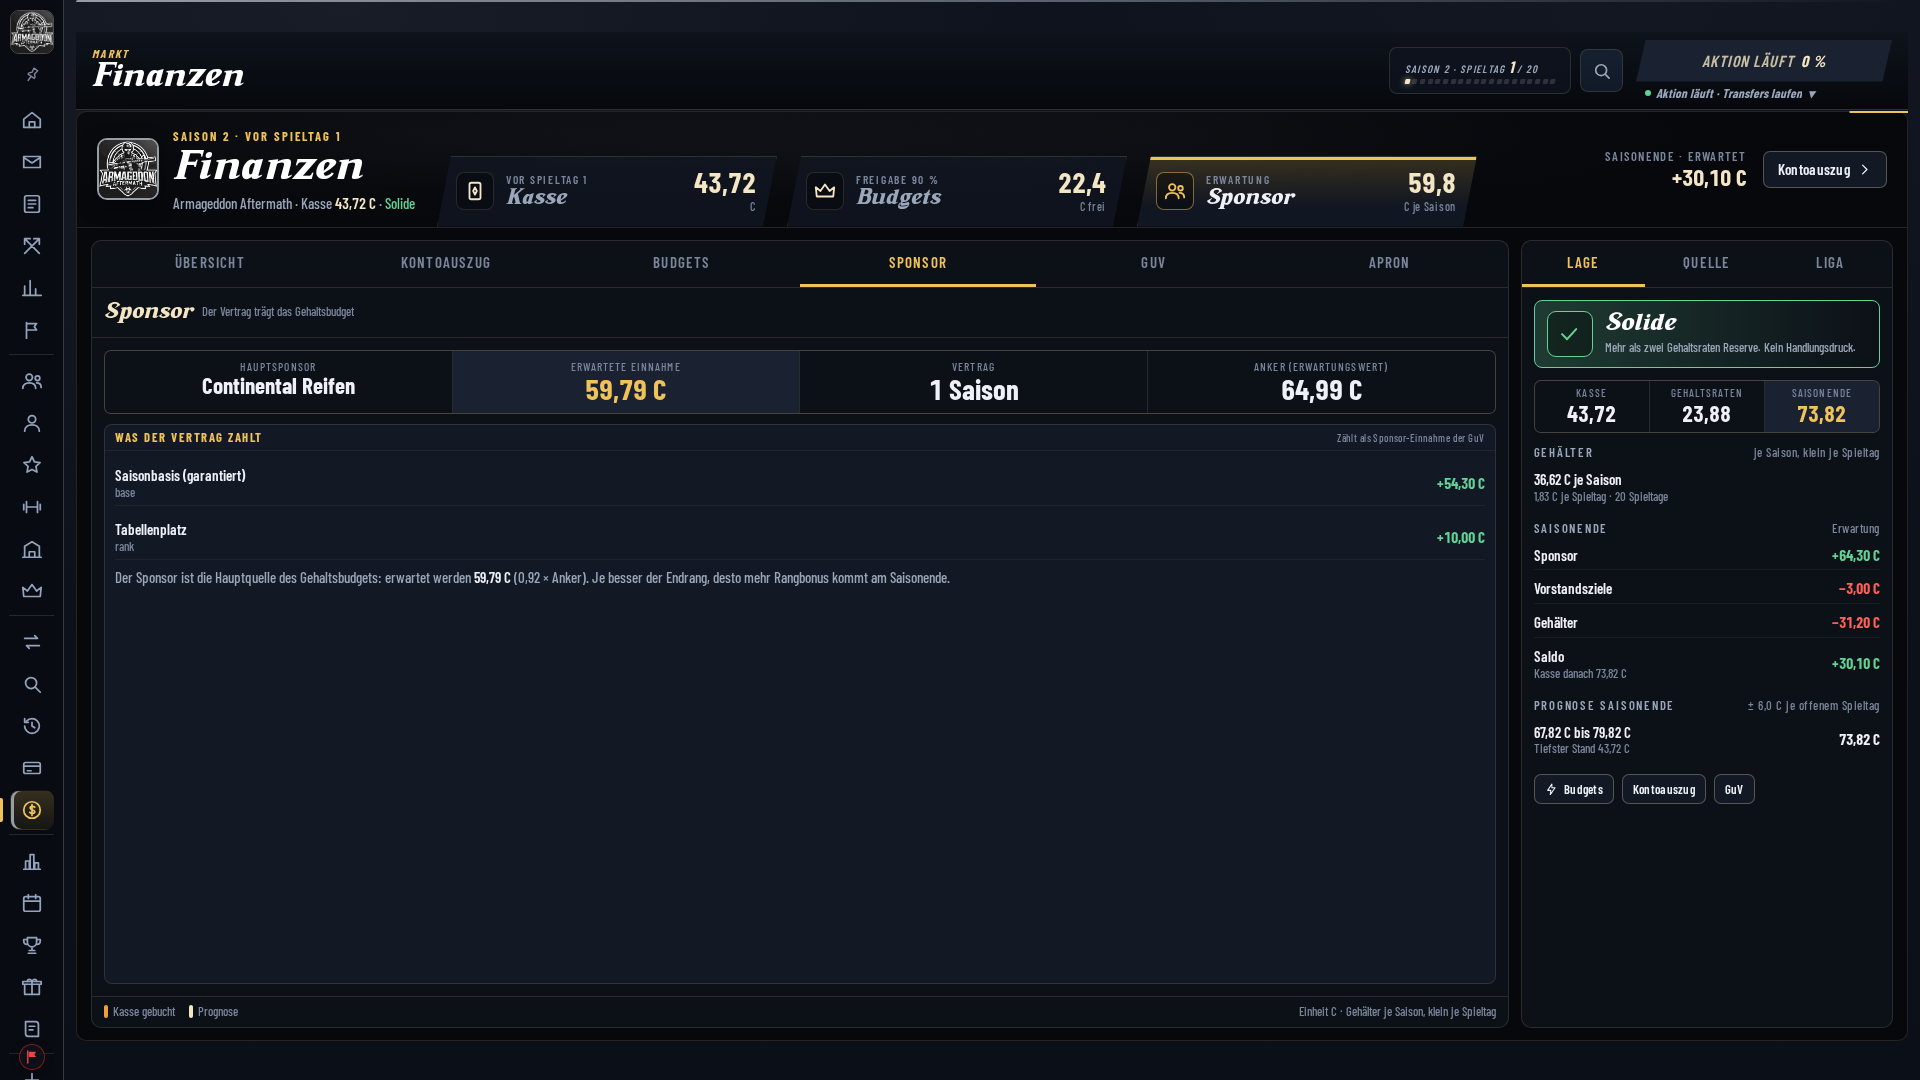 MARKT
Finanzen
SAISON 2 · SPIELTAG 1 / 20
AKTION LÄUFT 0 %
Aktion läuft · Transfers laufen ▼
ARMAGEDDON
AFTERMATH
SAISON 2 · VOR SPIELTAG 1
Finanzen
Armageddon Aftermath · Kasse 43,72 C · Solide
VOR SPIELTAG 1
Kasse
43,72
C
FREIGABE 90 %
Budgets
22,4
C frei
ERWARTUNG
Sponsor
59,8
C je Saison
SAISONENDE · ERWARTET
+30,10 C
Kontoauszug
ÜBERSICHT
KONTOAUSZUG
BUDGETS
SPONSOR
GUV
APRON
Sponsor Der Vertrag trägt das Gehaltsbudget
HAUPTSPONSOR
Continental Reifen
ERWARTETE EINNAHME
59,79 C
VERTRAG
1 Saison
ANKER (ERWARTUNGSWERT)
64,99 C
WAS DER VERTRAG ZAHLT
Zählt als Sponsor-Einnahme der GuV
Saisonbasis (garantiert)
base
+54,30 C
Tabellenplatz
rank
+10,00 C
Der Sponsor ist die Hauptquelle des Gehaltsbudgets: erwartet werden 59,79 C (0,92 × Anker). Je besser der Endrang, desto mehr Rangbonus kommt am Saisonende.
Kasse gebucht
Prognose
Einheit C · Gehälter je Saison, klein je Spieltag
LAGE
QUELLE
LIGA
Solide
Mehr als zwei Gehaltsraten Reserve. Kein Handlungsdruck.
KASSE
43,72
GEHALTSRATEN
23,88
SAISONENDE
73,82
GEHÄLTER
je Saison, klein je Spieltag
36,62 C je Saison
1,83 C je Spieltag · 20 Spieltage
SAISONENDE
Erwartung
Sponsor
+64,30 C
Vorstandsziele
−3,00 C
Gehälter
−31,20 C
Saldo
Kasse danach 73,82 C
+30,10 C
PROGNOSE SAISONENDE
± 6,0 C je offenem Spieltag
67,82 C bis 79,82 C
Tiefster Stand 43,72 C
73,82 C
Budgets
Kontoauszug
GuV